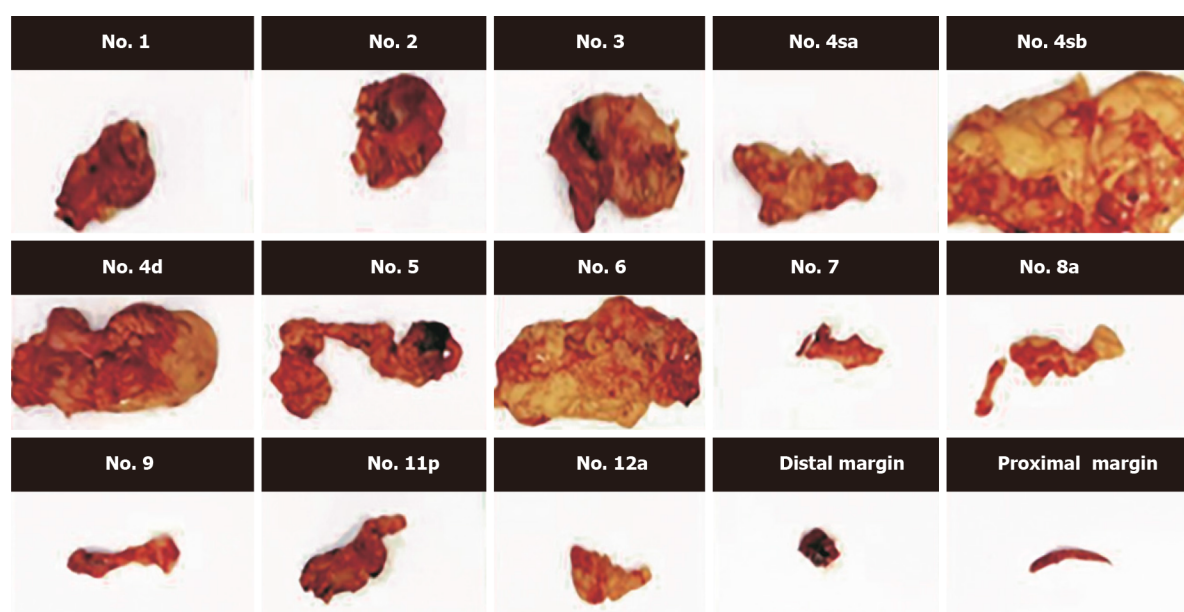 No. 1
No. 2
No. 3
No. 4sa
No. 4sb
No. 4d
No. 5
No. 6
No. 7
No. 8a
No. 9
No. 11p
No. 12a
Distal margin
Proximal margin